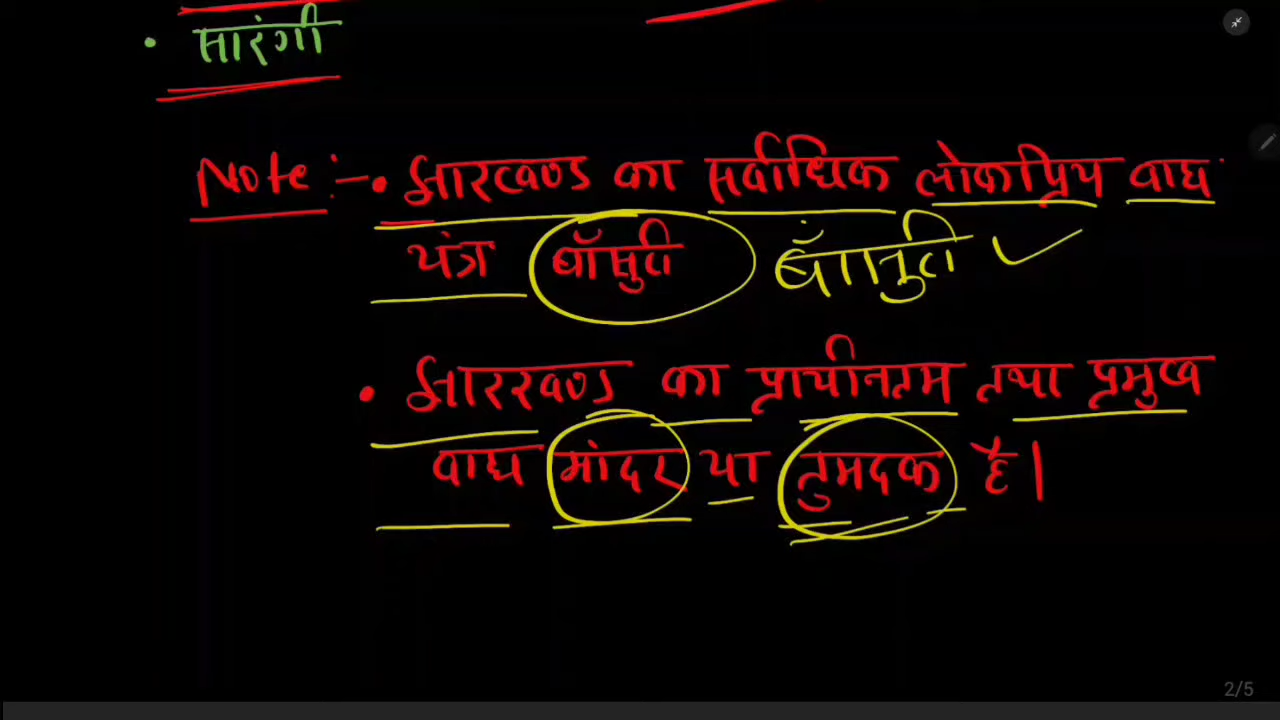 • सारंगी
Note :- • झारखण्ड का सर्वाधिक लोकप्रिय वाद्य
यंत्र बाँसुरी बाँसुरी
• झारखण्ड का प्राचीनतम तथा प्रमुख
वाद्य मांदर या तुमदक है।
2/5